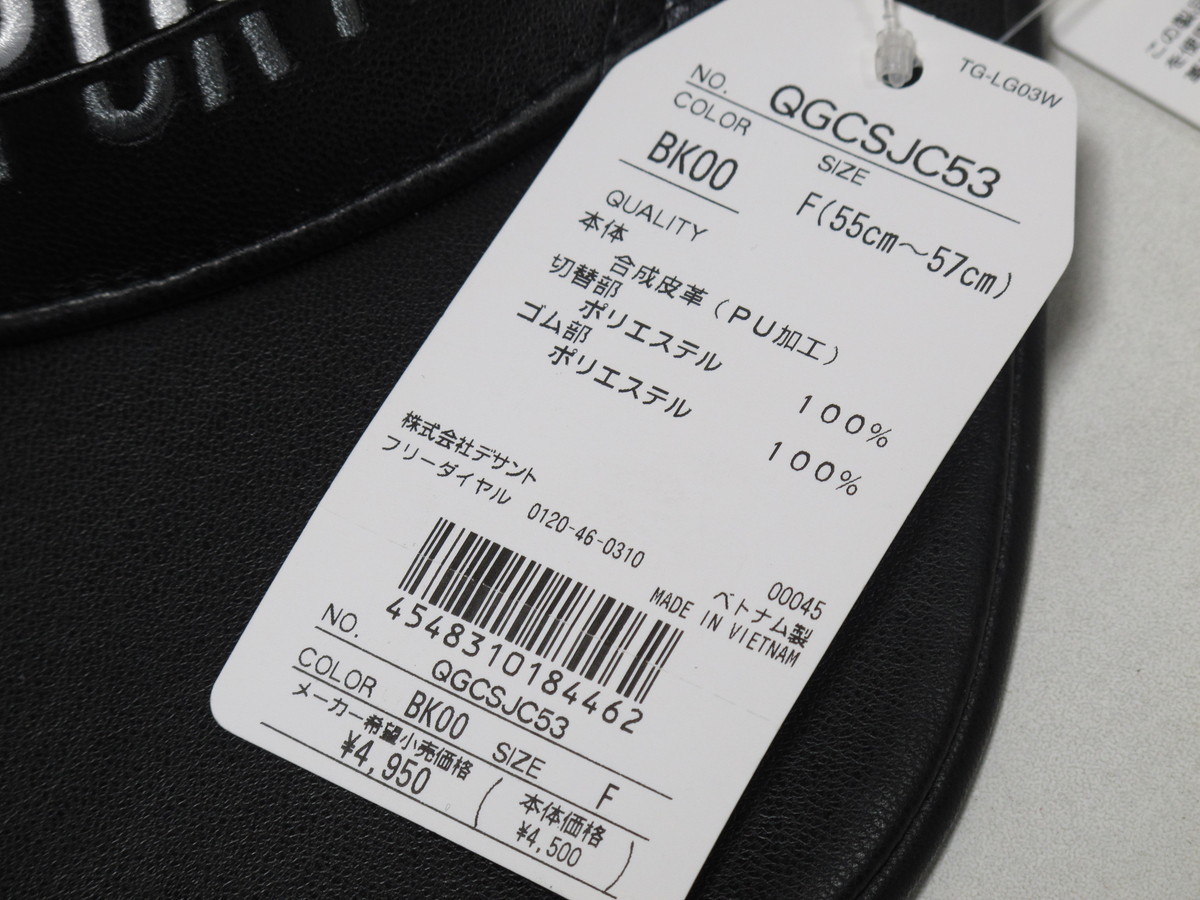 TG-LG03W
NO. QGCSJC53
COLOR SIZE
BK00 F(55cm～57cm)
QUALITY
本体
合成皮革（PU加工）
切替部
ポリエステル 100%
ゴム部
ポリエステル 100%
株式会社デサント
フリーダイヤル 0120-46-0310
00045
ベトナム製
MADE IN VIETNAM
4548310184462
NO. QGCSJC53
COLOR BK00 SIZE F
メーカー希望小売価格
¥4,950
(本体価格
¥4,500)